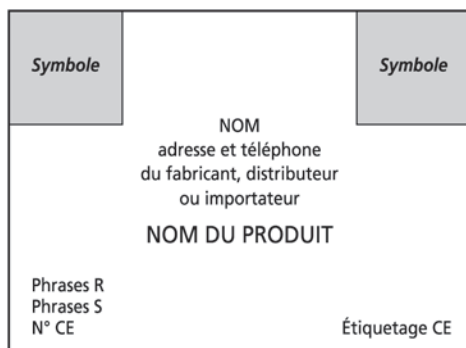 Symbole
Symbole
NOM
adresse et téléphone
du fabricant, distributeur
ou importateur
NOM DU PRODUIT
Phrases R
Phrases S
N° CE
Étiquetage CE